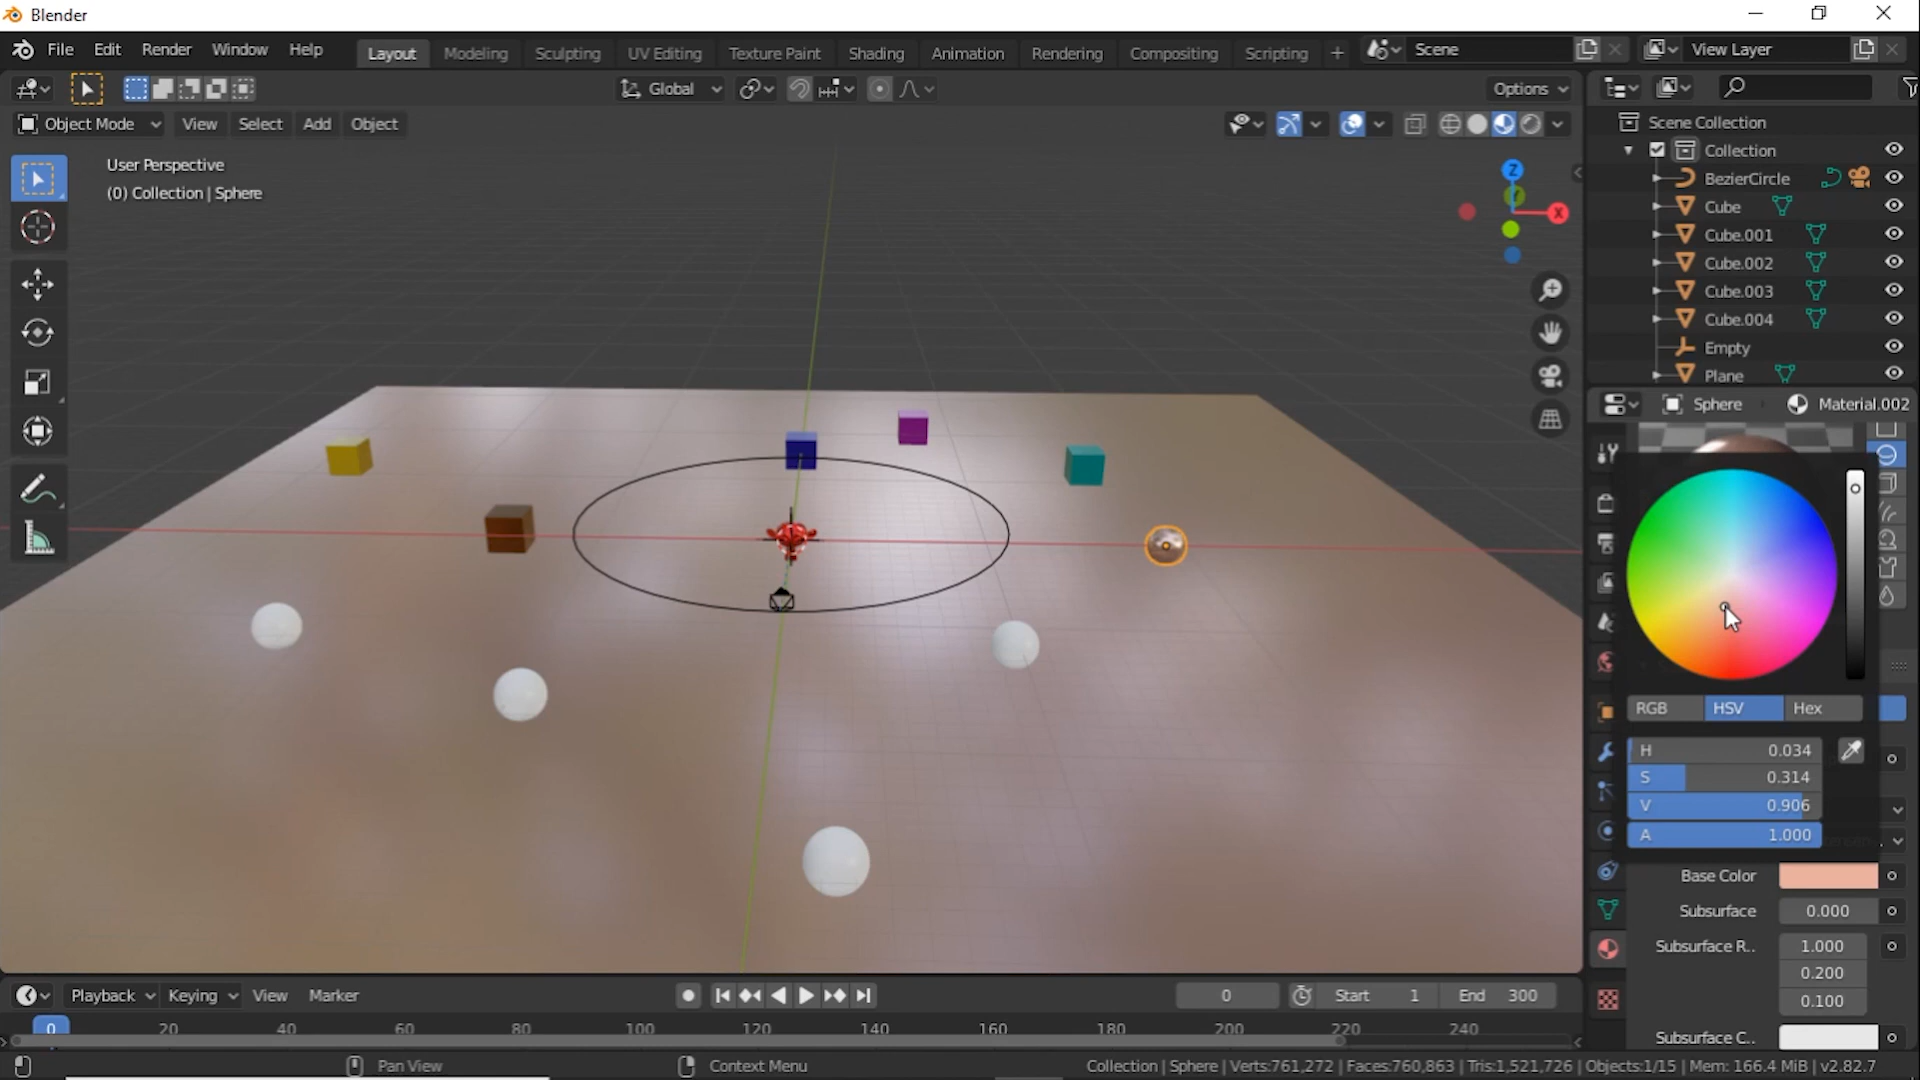 Blender
File Edit Render Window Help Layout Modeling Sculpting UV Editing Texture Paint Shading Animation Rendering Compositing Scripting + Scene View Layer
Global Options
Object Mode View Select Add Object
User Perspective
(0) Collection | Sphere
Z
Y
X
Scene Collection
Collection
BezierCircle
Cube
Cube.001
Cube.002
Cube.003
Cube.004
Empty
Plane
Sphere Material.002
RGB HSV Hex
H 0.034
S 0.314
V 0.906
A 1.000
Base Color
Subsurface 0.000
Subsurface R.. 1.000
0.200
0.100
Subsurface C..
Playback Keying View Marker 0 Start 1 End 300
0 20 40 60 80 100 120 140 160 180 200 220 240
Pan View Context Menu Collection | Sphere | Verts:761,272 | Faces:760,863 | Tris:1,521,726 | Objects:1/15 | Mem: 166.4 MiB | v2.82.7